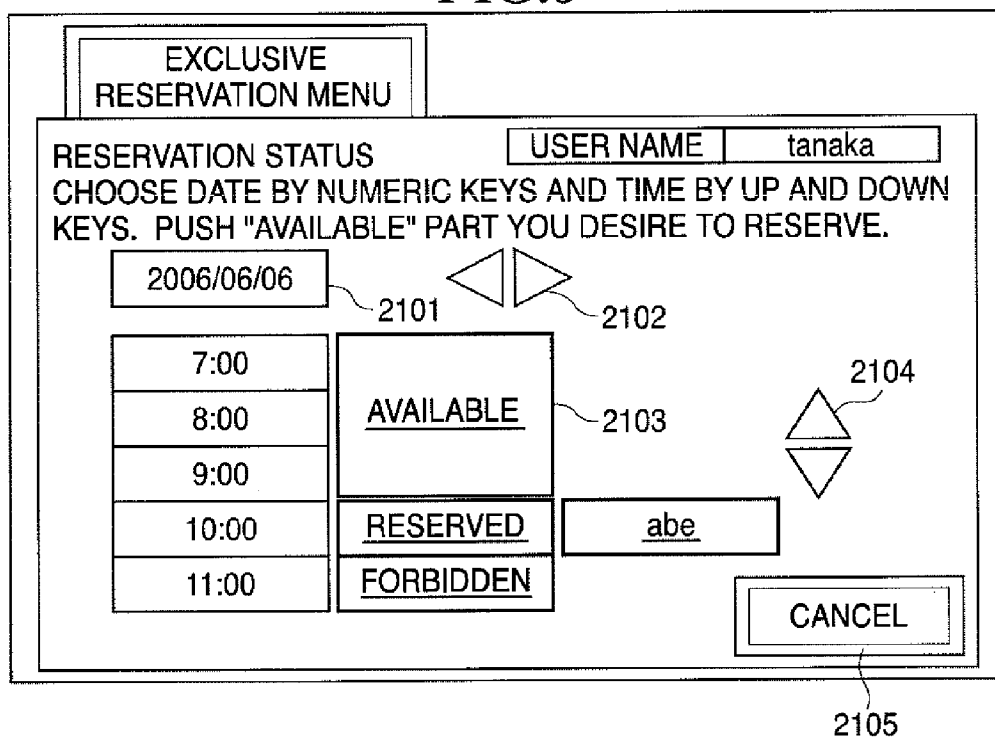 EXCLUSIVE
RESERVATION MENU
RESERVATION STATUS
USER NAME tanaka
CHOOSE DATE BY NUMERIC KEYS AND TIME BY UP AND DOWN
KEYS. PUSH "AVAILABLE" PART YOU DESIRE TO RESERVE.
2006/06/06
2101
2102
7:00
8:00
9:00
10:00
11:00
AVAILABLE
2103
2104
RESERVED
abe
FORBIDDEN
CANCEL
2105